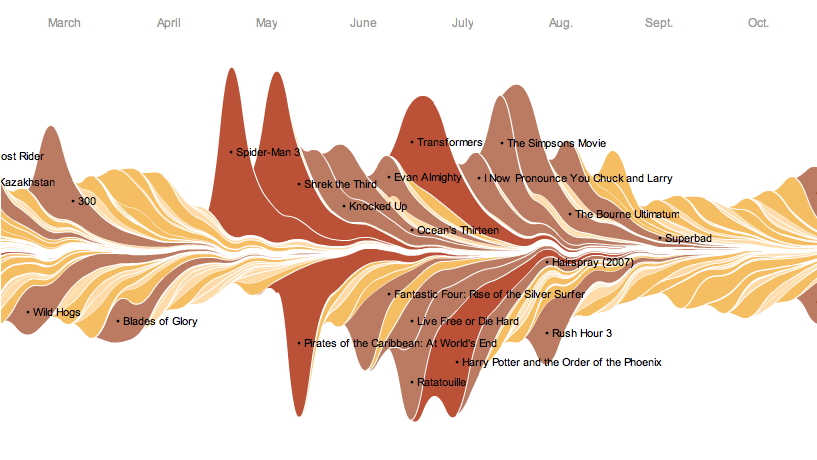 March April May June July Aug. Sept. Oct.
Spider-Man 3
Transformers
The Simpsons Movie
ost Rider
Kazakhstan
Evan Almighty
I Now Pronounce You Chuck and Larry
Shrek the Third
300
Knocked Up
The Bourne Ultimatum
Ocean's Thirteen
Superbad
Hairspray (2007)
Fantastic Four: Rise of the Silver Surfer
Wild Hogs
Blades of Glory
Live Free or Die Hard
Rush Hour 3
Pirates of the Caribbean: At World's End
Harry Potter and the Order of the Phoenix
Ratatouille